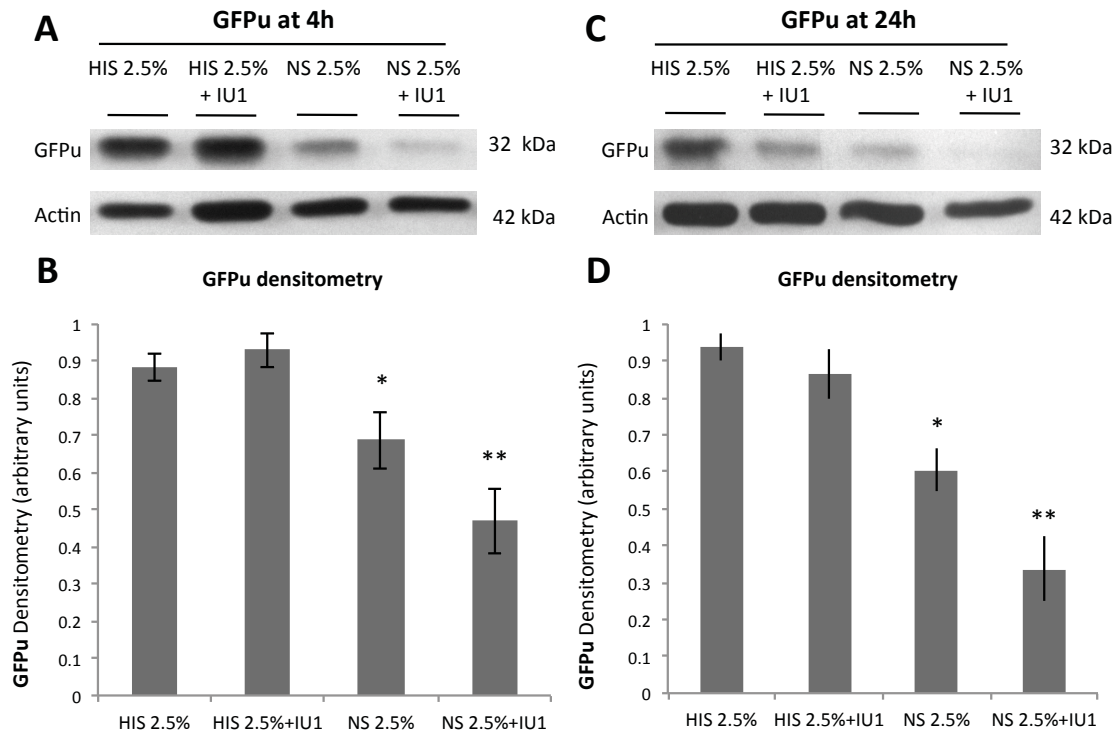 A
GFPu at 4h
HIS 2.5%
HIS 2.5%
+ IU1
NS 2.5%
NS 2.5%
+ IU1
GFPu
32 kDa
Actin
42 kDa
B
GFPu densitometry
GFPu Densitometry (arbitrary units)
1
0.9
0.8
0.7
0.6
0.5
0.4
0.3
0.2
0.1
0
*
**
HIS 2.5%
HIS 2.5%+IU1
NS 2.5%
NS 2.5%+IU1
C
GFPu at 24h
HIS 2.5%
HIS 2.5%
+ IU1
NS 2.5%
NS 2.5%
+ IU1
GFPu
32 kDa
Actin
42 kDa
D
GFPu densitometry
GFPu Densitometry (arbitrary units)
1
0.9
0.8
0.7
0.6
0.5
0.4
0.3
0.2
0.1
0
*
**
HIS 2.5%
HIS 2.5%+IU1
NS 2.5%
NS 2.5%+IU1